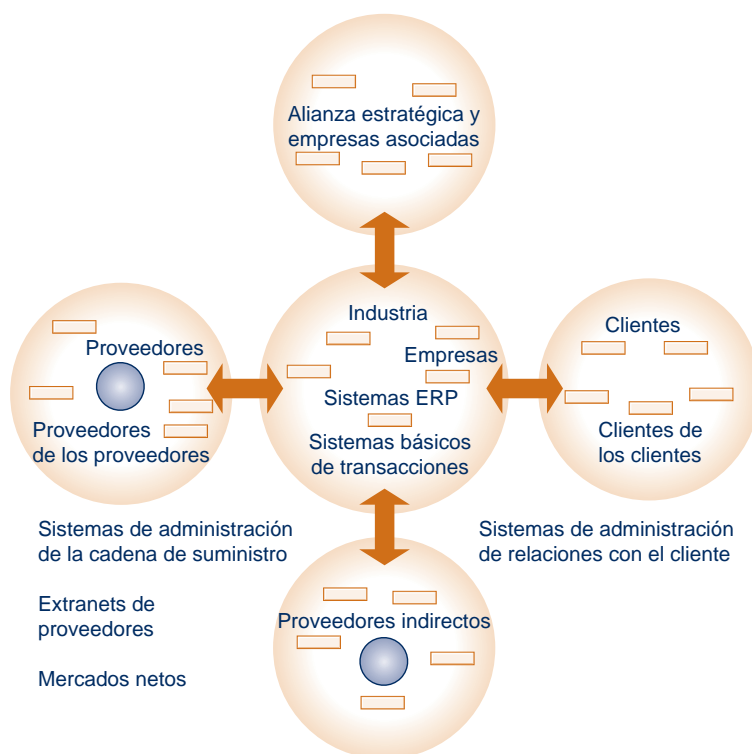 Alianza estratégica y
empresas asociadas
Industria
Empresas
Sistemas ERP
Sistemas básicos
de transacciones
Proveedores
Proveedores
de los proveedores
Clientes
Clientes de
los clientes
Sistemas de administración
de la cadena de suministro
Extranets de
proveedores
Mercados netos
Sistemas de administración
de relaciones con el cliente
Proveedores indirectos